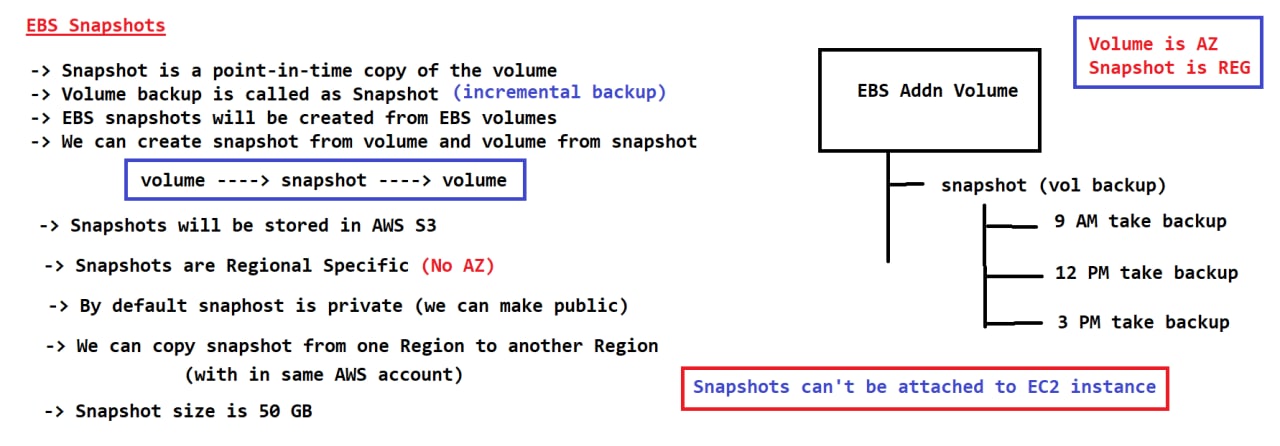 EBS Snapshots
-> Snapshot is a point-in-time copy of the volume
-> Volume backup is called as Snapshot (incremental backup)
-> EBS snapshots will be created from EBS volumes
-> We can create snapshot from volume and volume from snapshot
volume ----> snapshot ----> volume
-> Snapshots will be stored in AWS S3
-> Snapshots are Regional Specific (No AZ)
-> By default snaphost is private (we can make public)
-> We can copy snapshot from one Region to another Region
(with in same AWS account)
-> Snapshot size is 50 GB
EBS Addn Volume
snapshot (vol backup)
9 AM take backup
12 PM take backup
3 PM take backup
Volume is AZ
Snapshot is REG
Snapshots can't be attached to EC2 instance